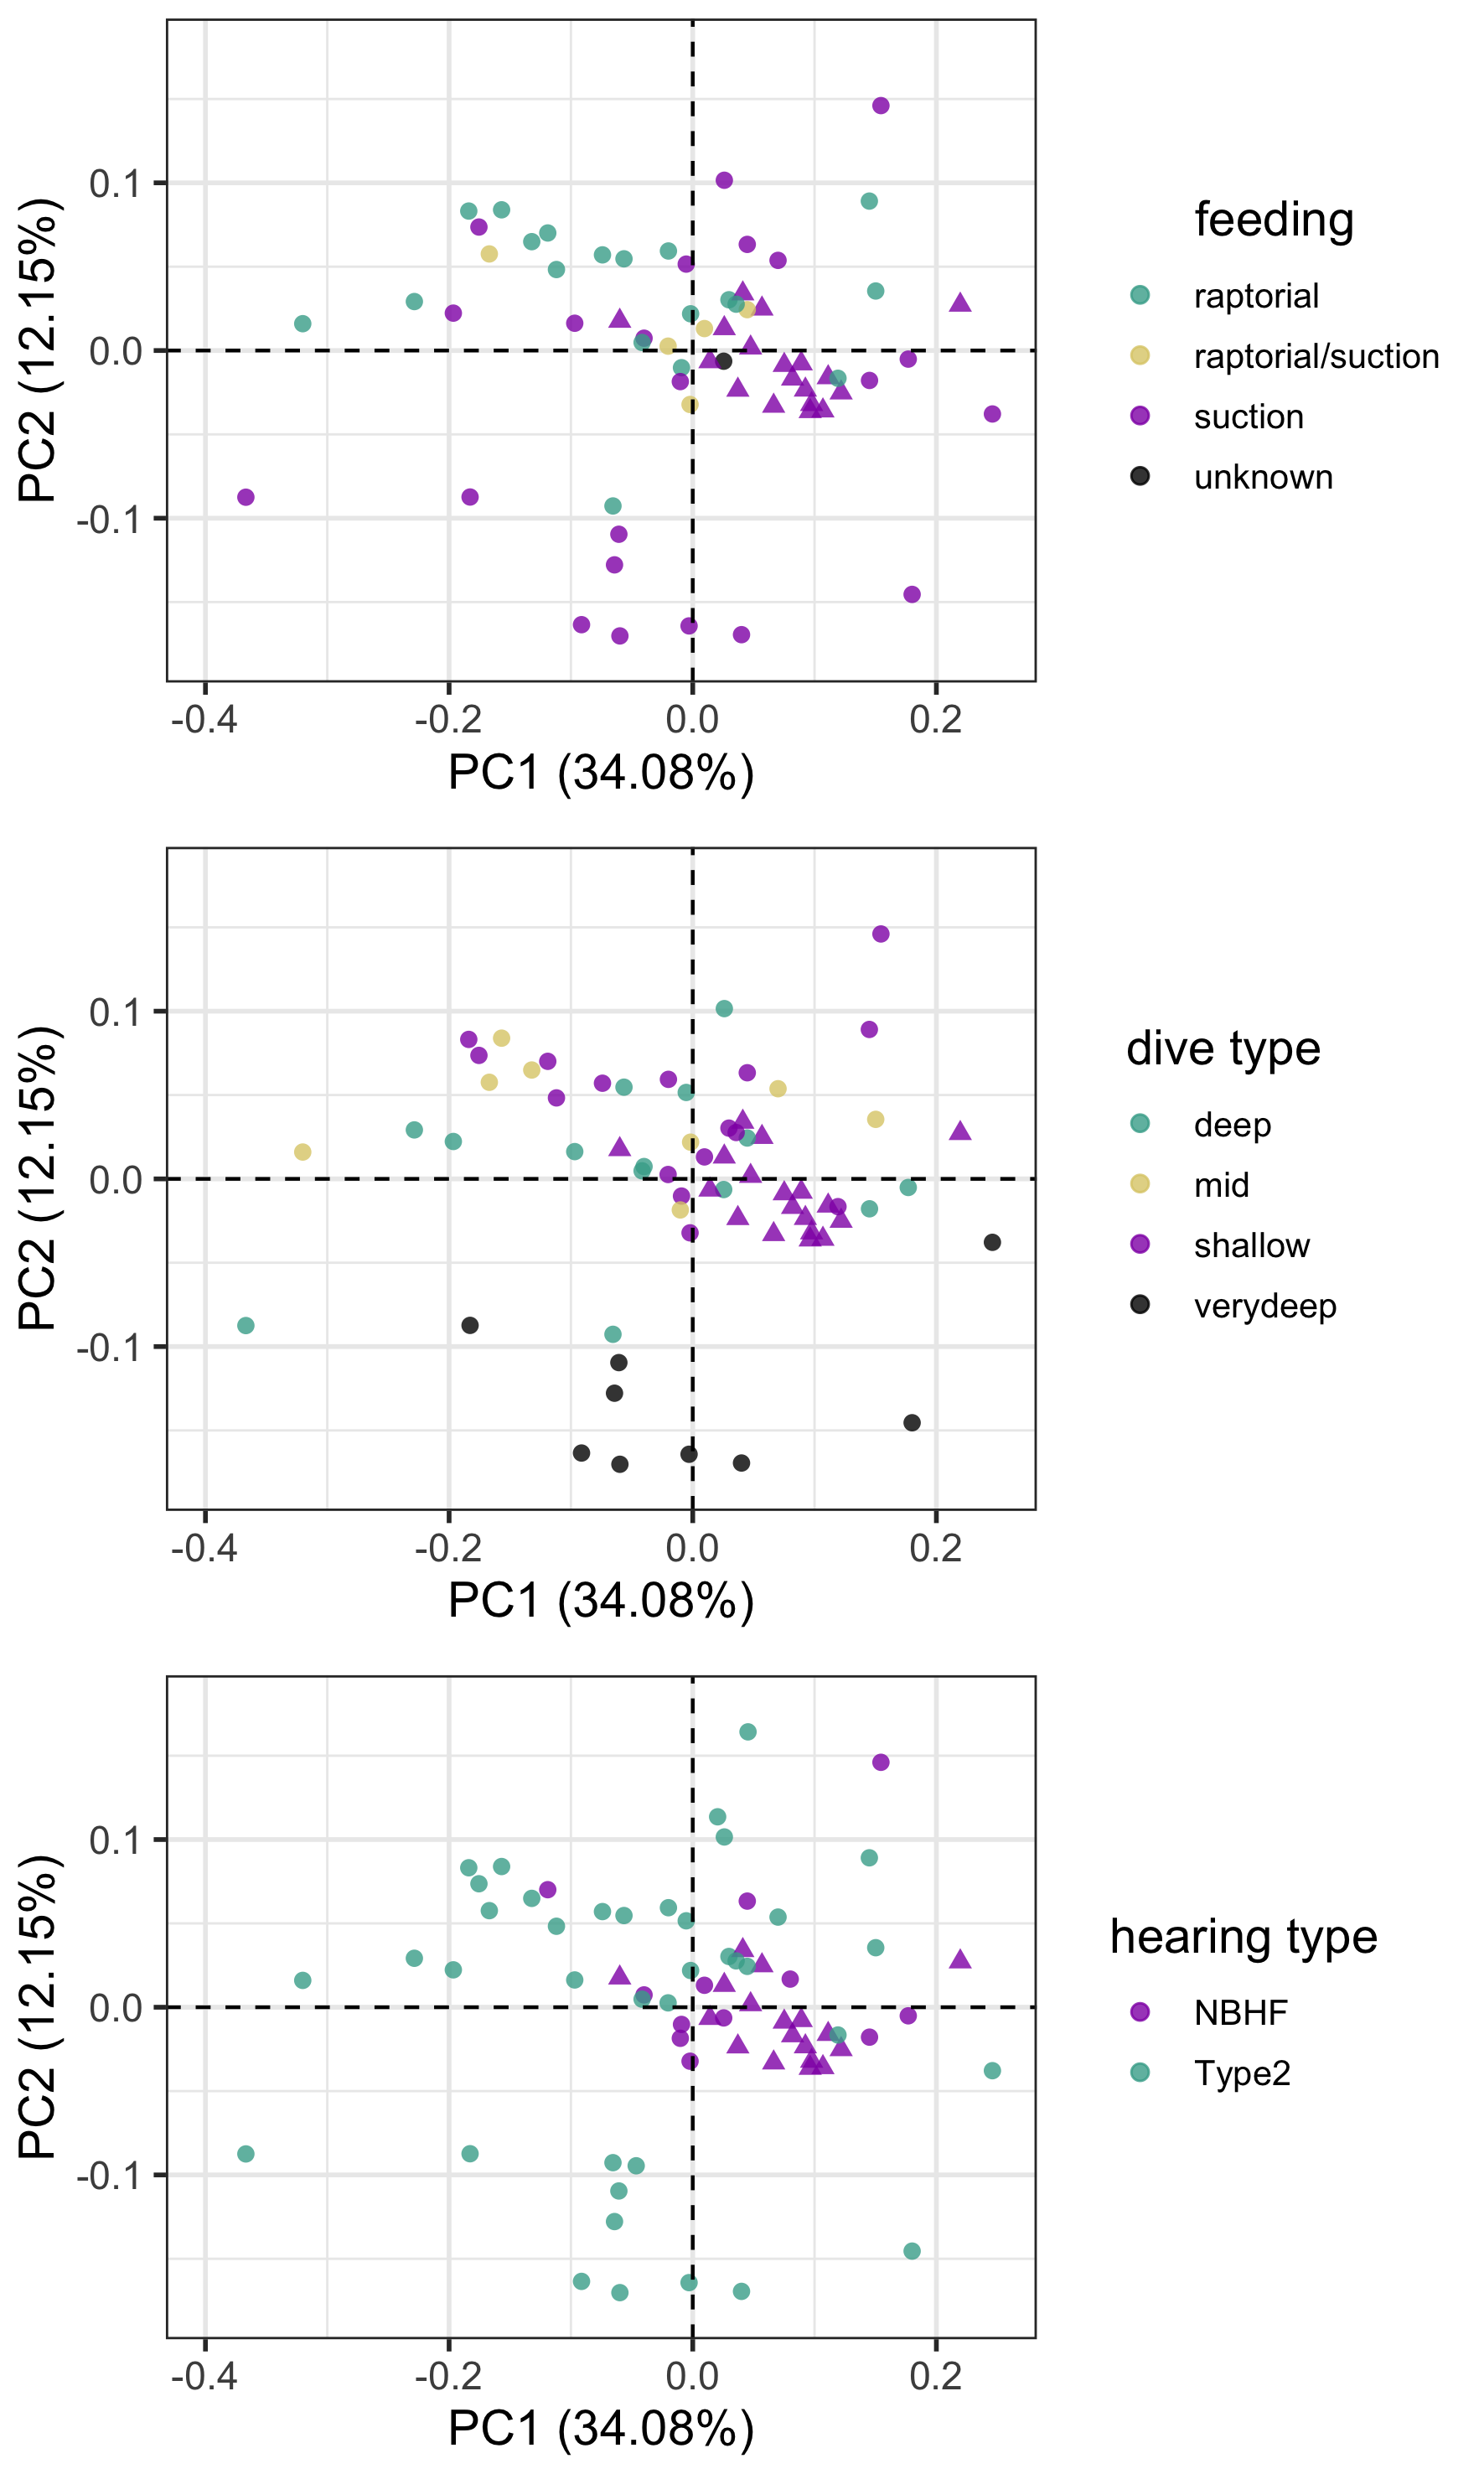 0.1
0.0
-0.1
PC2 (12.15%)
-0.4 -0.2 0.0 0.2
PC1 (34.08%)
feeding
raptorial
raptorial/suction
suction
unknown
0.1
0.0
-0.1
PC2 (12.15%)
-0.4 -0.2 0.0 0.2
PC1 (34.08%)
dive type
deep
mid
shallow
verydeep
0.1
0.0
-0.1
PC2 (12.15%)
-0.4 -0.2 0.0 0.2
PC1 (34.08%)
hearing type
NBHF
Type2